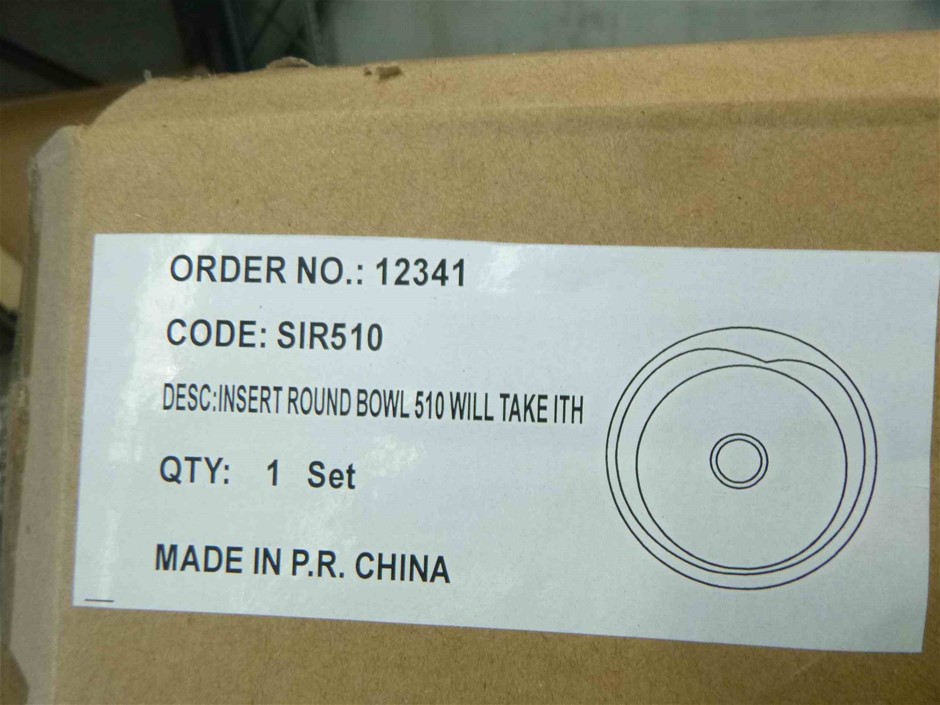 ORDER NO.: 12341
CODE: SIR510
DESC:INSERT ROUND BOWL 510 WILL TAKE ITH
QTY: 1 Set
MADE IN P.R. CHINA